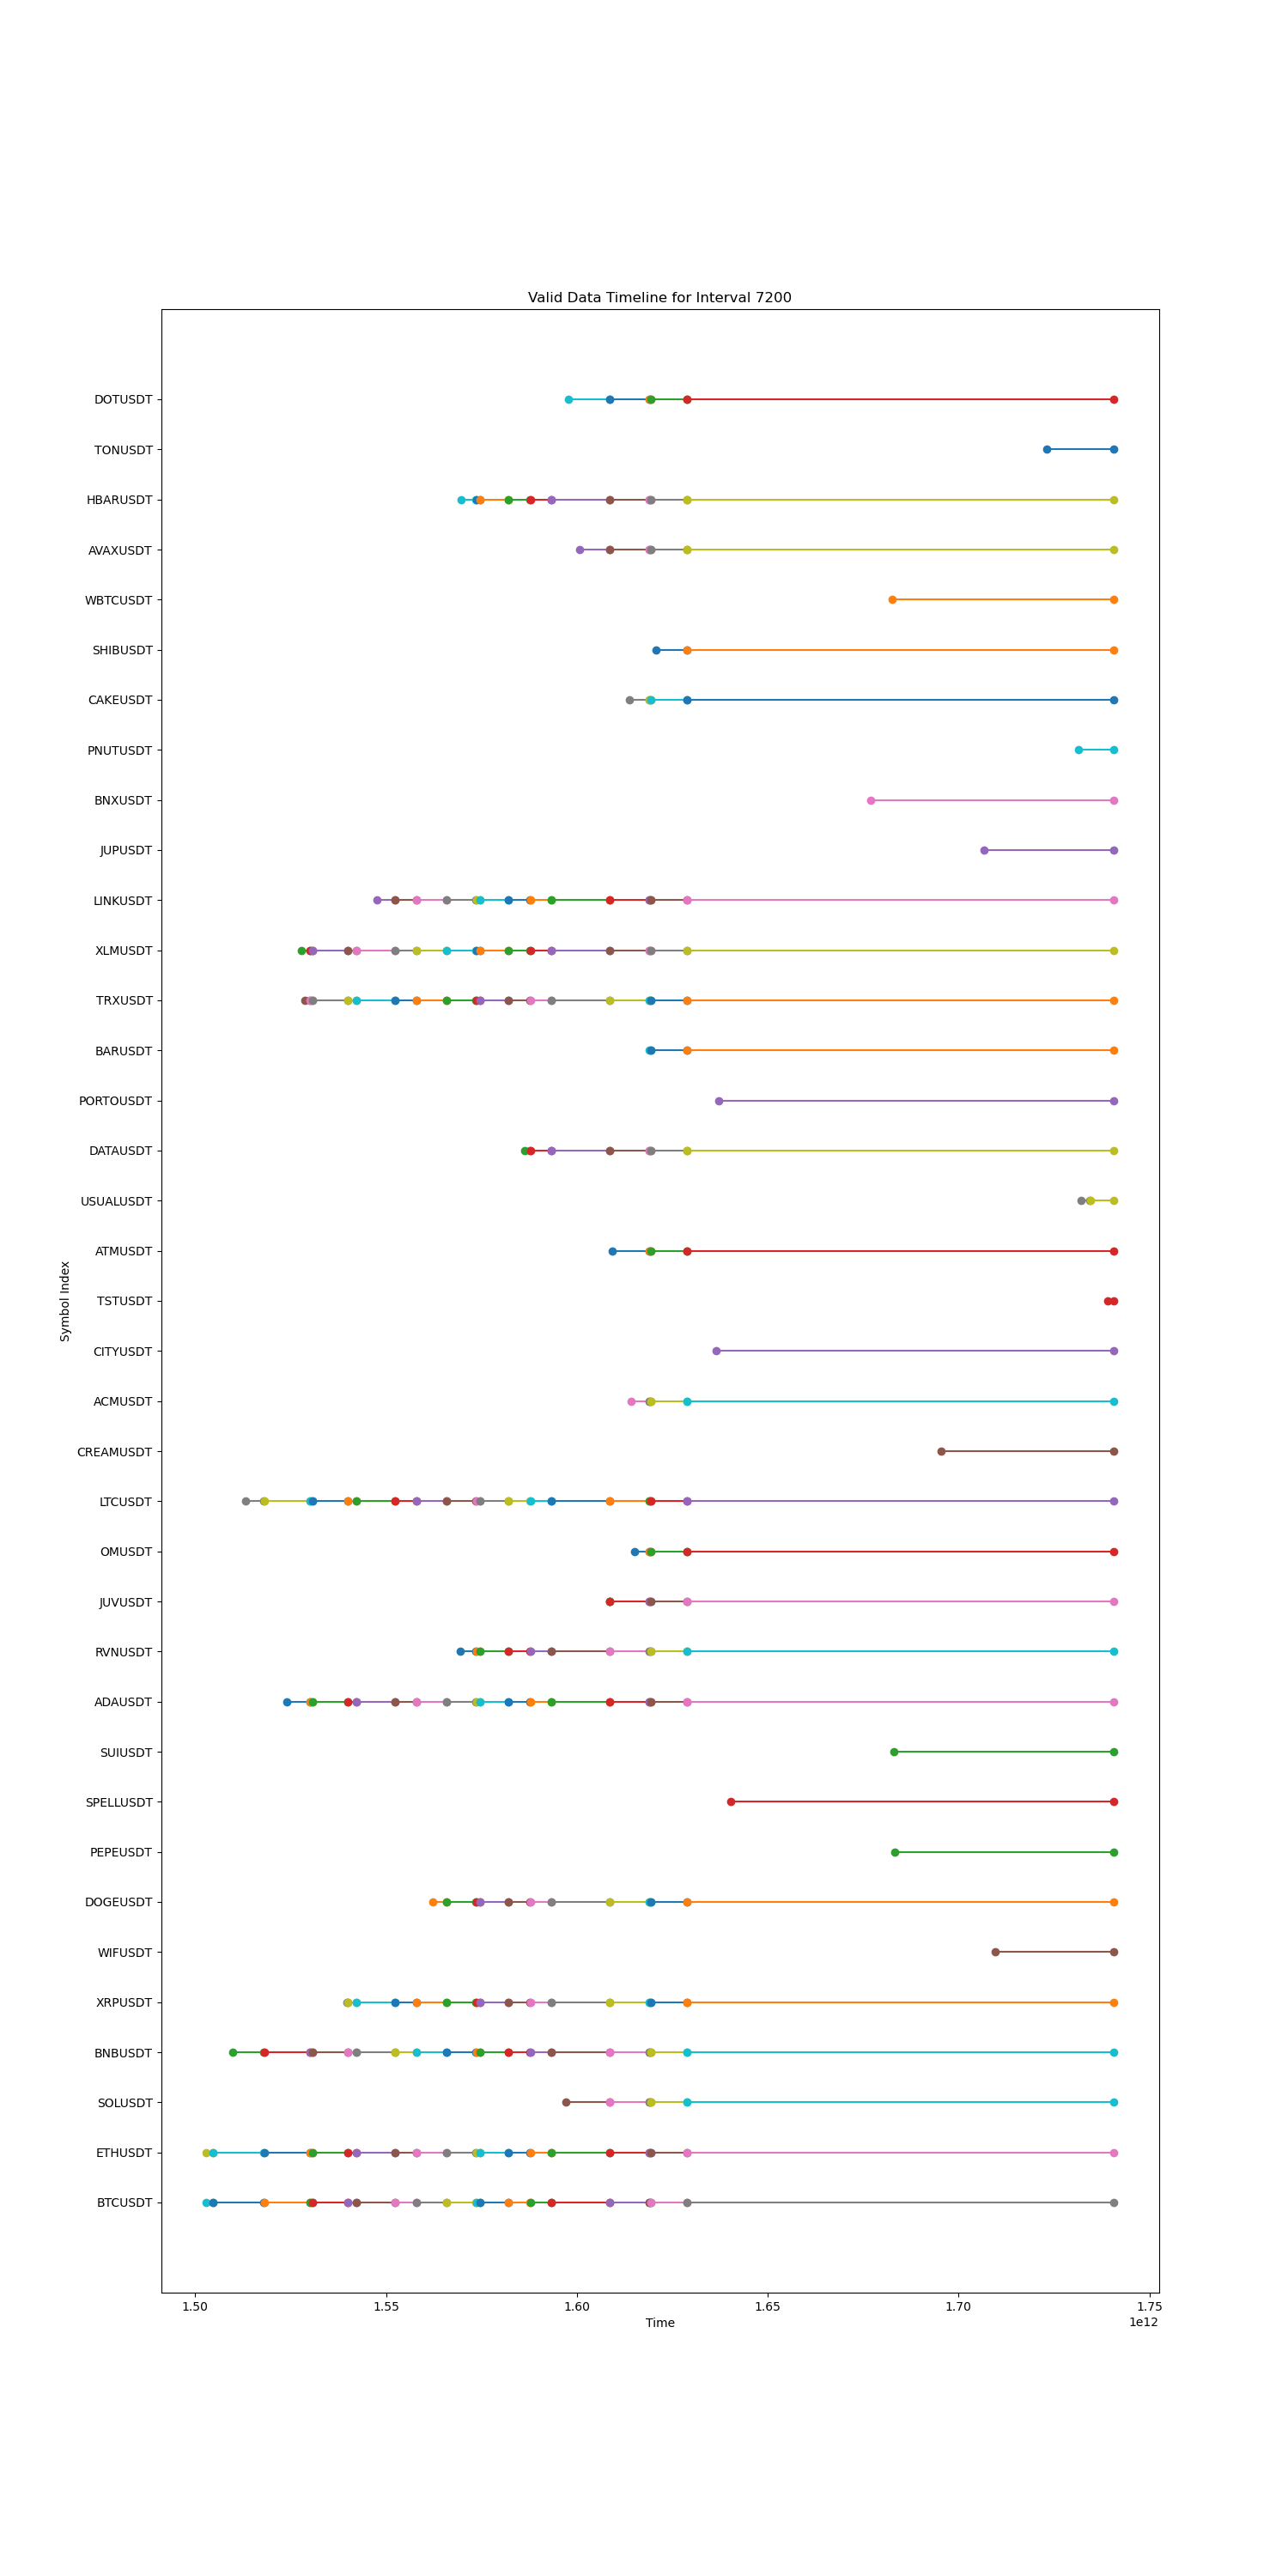 Valid Data Timeline for Interval 7200
DOTUSDT
TONUSDT
HBARUSDT
AVAXUSDT
WBTCUSDT
SHIBUSDT
CAKEUSDT
PNUTUSDT
BNXUSDT
JUPUSDT
LINKUSDT
XLMUSDT
TRXUSDT
BARUSDT
PORTOUSDT
DATAUSDT
USUALUSDT
ATMUSDT
TSTUSDT
CITYUSDT
ACMUSDT
CREAMUSDT
LTCUSDT
OMUSDT
JUVUSDT
RVNUSDT
ADAUSDT
SUIUSDT
SPELLUSDT
PEPEUSDT
DOGEUSDT
WIFUSDT
XRPUSDT
BNBUSDT
SOLUSDT
ETHUSDT
BTCUSDT
Symbol Index
1.50 1.55 1.60 1.65 1.70 1.75
Time
1e12